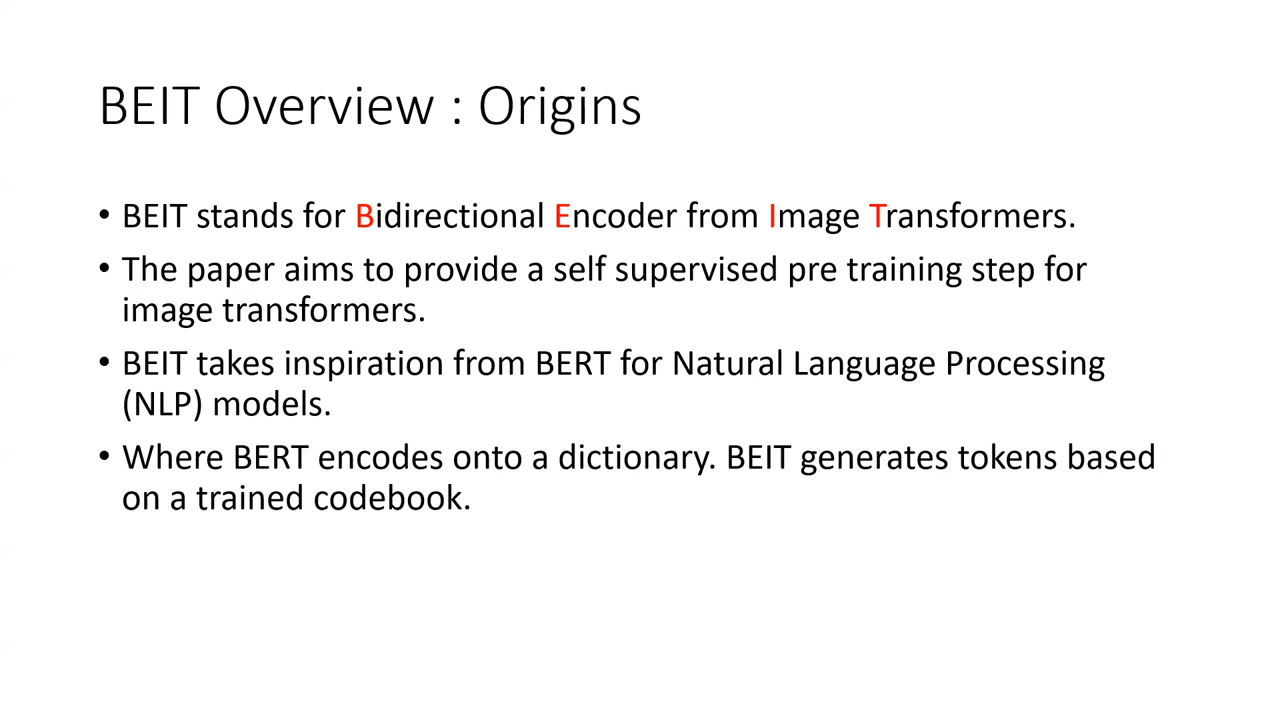 BEIT Overview : Origins
• BEIT stands for Bidirectional Encoder from Image Transformers.
• The paper aims to provide a self supervised pre training step for
image transformers.
• BEIT takes inspiration from BERT for Natural Language Processing
(NLP) models.
• Where BERT encodes onto a dictionary. BEIT generates tokens based
on a trained codebook.